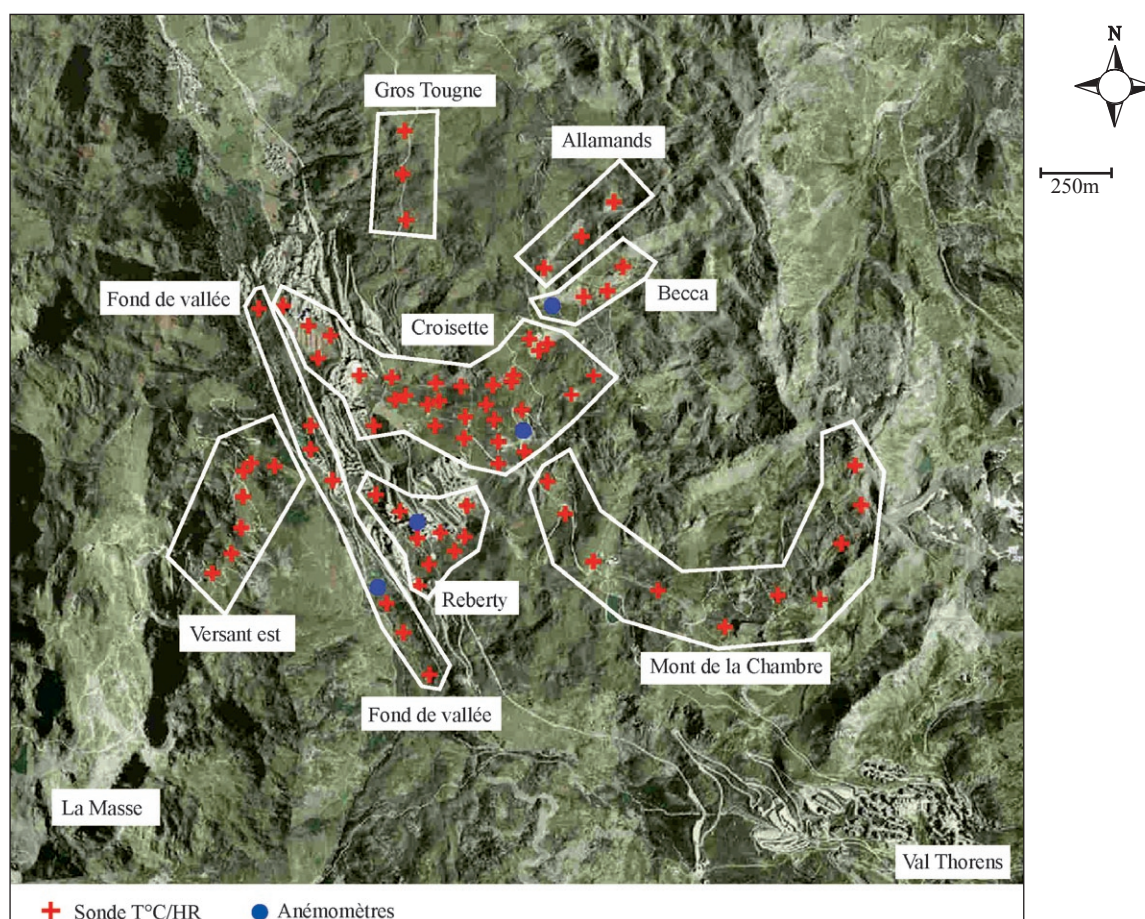 N
Gros Tougne
Allamands
250m
Fond de vallée
Becca
Croisette
Versant est
Reberty
Mont de la Chambre
Fond de vallée
La Masse
Val Thorens
Sonde T°C/HR
Anémomètres